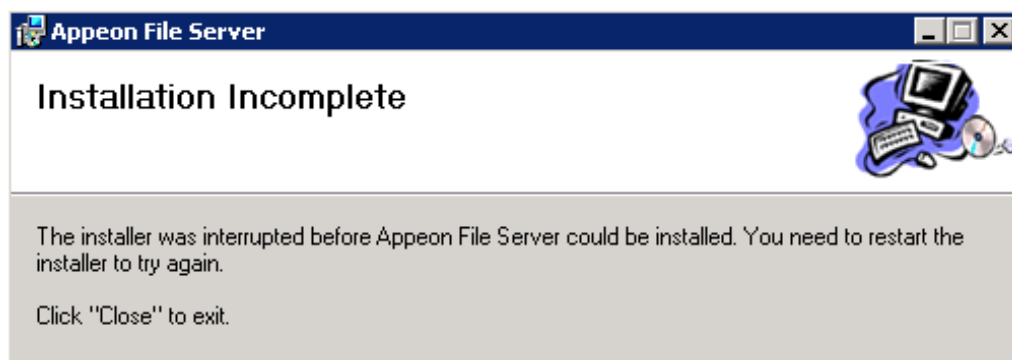 Appeon File Server
Installation Incomplete
The installer was interrupted before Appeon File Server could be installed. You need to restart the
installer to try again.
Click "Close" to exit.